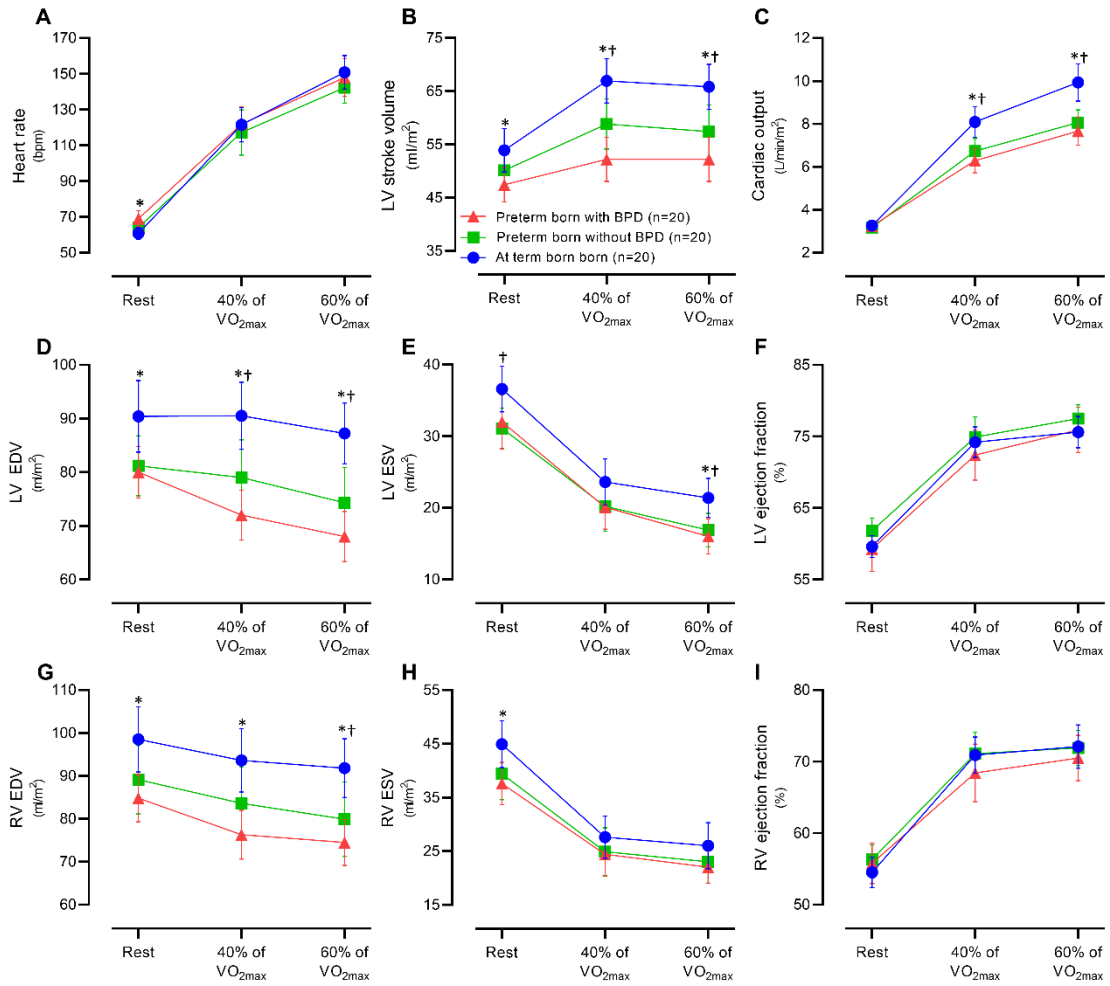 A
Heart rate
(bpm)
170
150
130
110
90
70
50
*
Rest
40% of
VO2max
60% of
VO2max
B
LV stroke volume
(ml/m²)
75
65
55
45
35
*
*†
*†
Preterm born with BPD (n=20)
Preterm born without BPD (n=20)
At term born born (n=20)
Rest
40% of
VO2max
60% of
VO2max
C
Cardiac output
(L/min/m²)
12
10
8
6
4
2
*†
*†
Rest
40% of
VO2max
60% of
VO2max
D
LV EDV
(ml/m²)
100
90
80
70
60
*
*†
*†
Rest
40% of
VO2max
60% of
VO2max
E
LV ESV
(ml/m²)
40
30
20
10
†
*†
Rest
40% of
VO2max
60% of
VO2max
F
LV ejection fraction
(%)
85
75
65
55
Rest
40% of
VO2max
60% of
VO2max
G
RV EDV
(ml/m²)
110
100
90
80
70
60
*
*
*†
Rest
40% of
VO2max
60% of
VO2max
H
RV ESV
(ml/m²)
55
45
35
25
15
*
Rest
40% of
VO2max
60% of
VO2max
I
RV ejection fraction
(%)
80
70
60
50
Rest
40% of
VO2max
60% of
VO2max